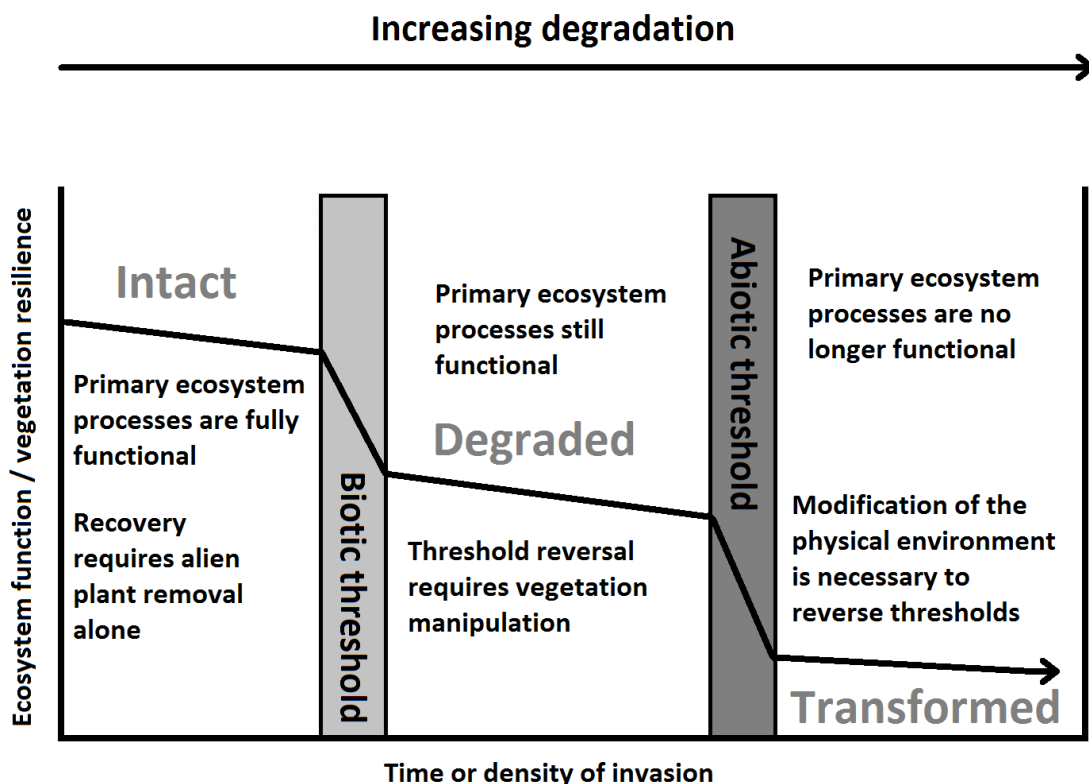 Increasing degradation
Ecosystem function / vegetation resilience
Intact
Primary ecosystem
processes are fully
functional
Recovery
requires alien
plant removal
alone
Biotic threshold
Primary ecosystem
processes still
functional
Degraded
Threshold reversal
requires vegetation
manipulation
Abiotic threshold
Primary ecosystem
processes are no
longer functional
Modification of the
physical environment
is necessary to
reverse thresholds
Transformed
Time or density of invasion